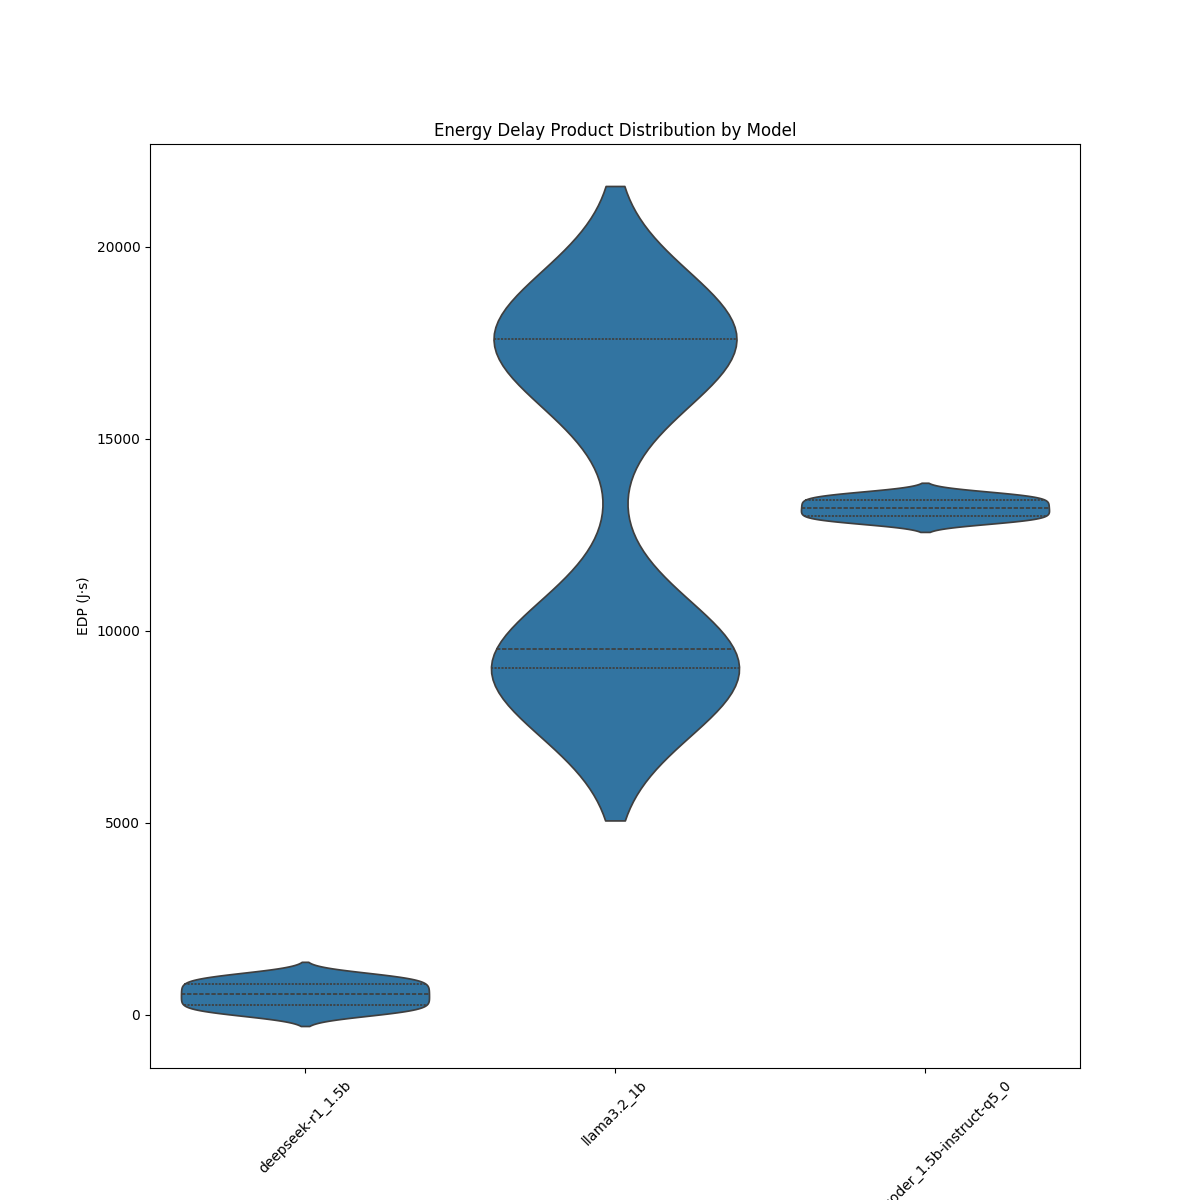 Energy Delay Product Distribution by Model
EDP (J·s)
20000
15000
10000
5000
0
deepseek-r1_1.5b
llama3.2_1b
oder_1.5b-instruct-q5_0